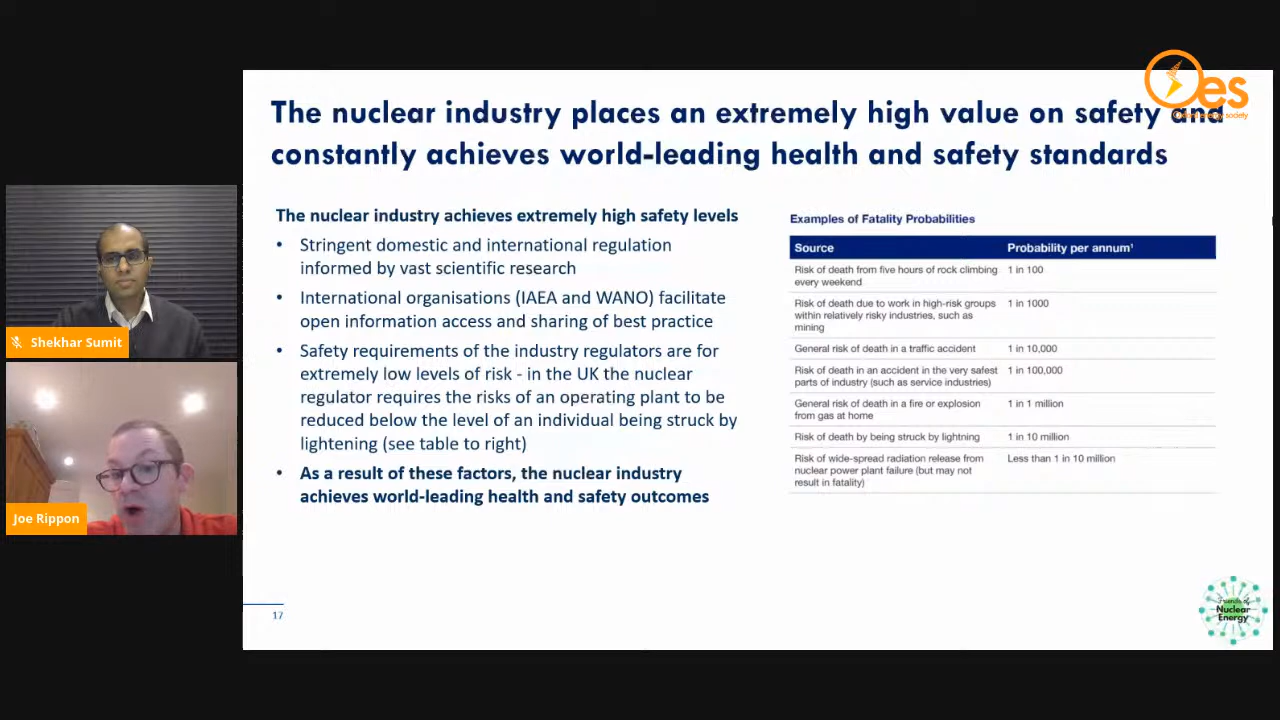 The nuclear industry places an extremely high value on safety and
constantly achieves world-leading health and safety standards
es
energy society
The nuclear industry achieves extremely high safety levels
• Stringent domestic and international regulation
informed by vast scientific research
• International organisations (IAEA and WANO) facilitate
open information access and sharing of best practice
• Safety requirements of the industry regulators are for
extremely low levels of risk - in the UK the nuclear
regulator requires the risks of an operating plant to be
reduced below the level of an individual being struck by
lightening (see table to right)
• As a result of these factors, the nuclear industry
achieves world-leading health and safety outcomes
Examples of Fatality Probabilities
Source Probability per annum¹
Risk of death from five hours of rock climbing 1 in 100
every weekend
Risk of death due to work in high-risk groups 1 in 1000
within relatively risky industries, such as
mining
General risk of death in a traffic accident 1 in 10,000
Risk of death in an accident in the very safest 1 in 100,000
parts of industry (such as service industries)
General risk of death in a fire or explosion 1 in 1 million
from gas at home
Risk of death by being struck by lightning 1 in 10 million
Risk of wide-spread radiation release from Less than 1 in 10 million
nuclear power plant failure (but may not
result in fatality)
Shekhar Sumit
Joe Rippon
17
Friends of
Nuclear
Energy